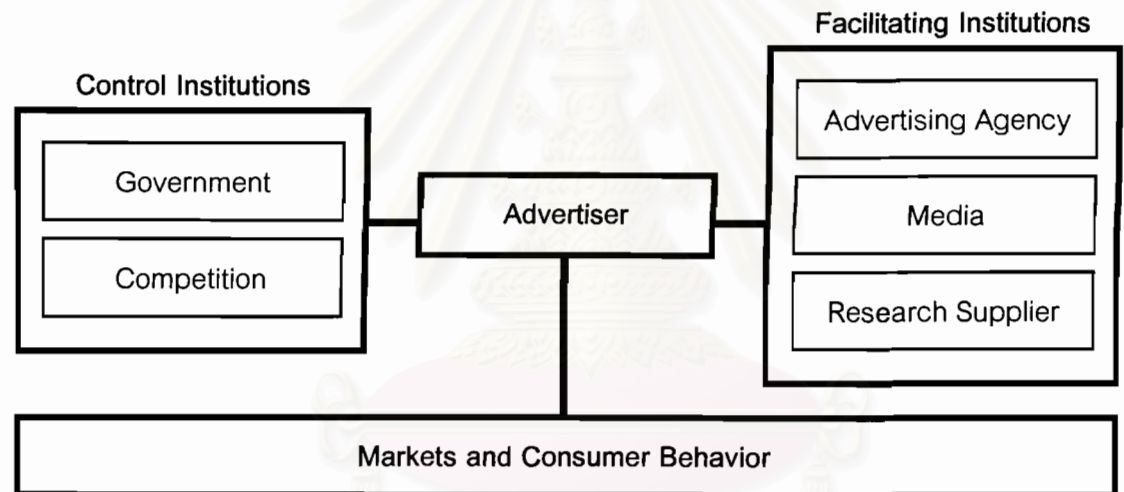 Facilitating Institutions
Control Institutions
Advertising Agency
Government
Advertiser
Media
Competition
Research Supplier
Markets and Consumer Behavior